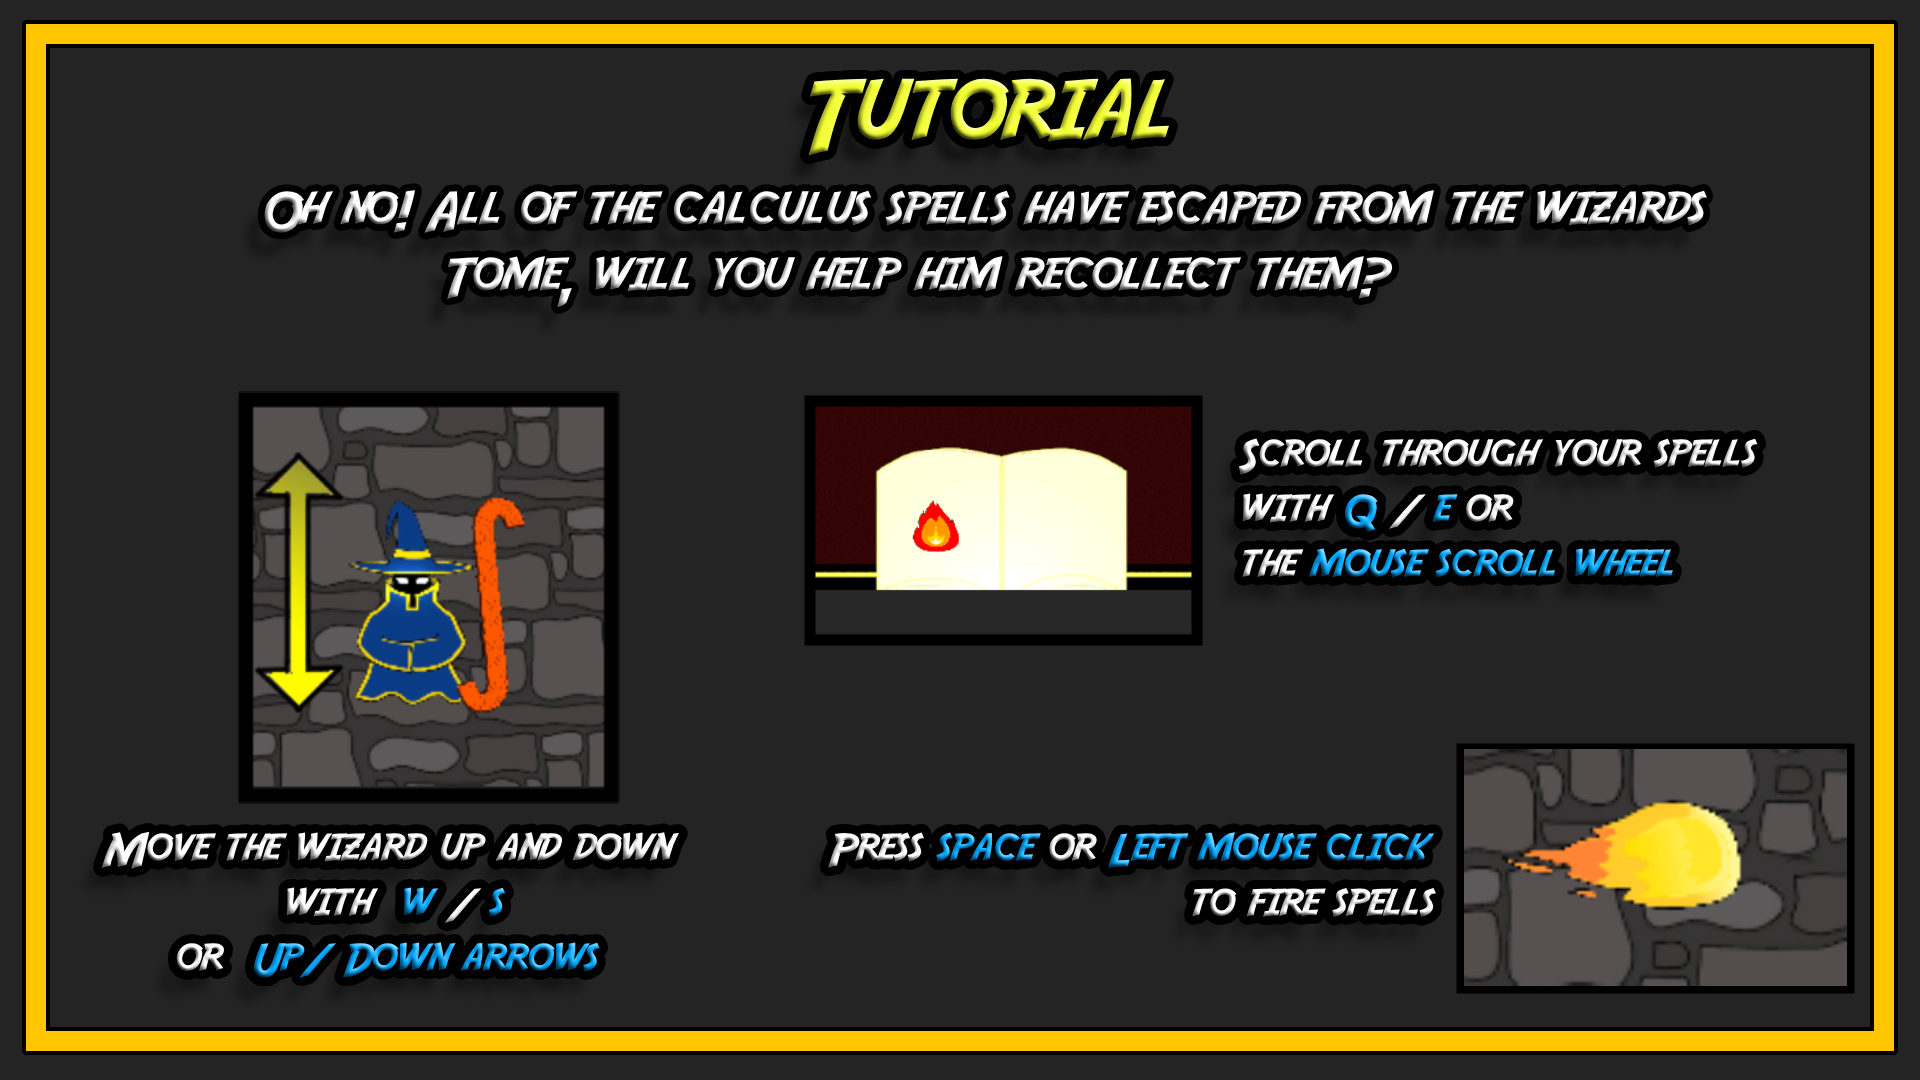 Tutorial
Oh no! All of the calculus spells have escaped from the wizards
Tome, will you help him recollect them?
Scroll through your spells
with Q / E or
the mouse scroll wheel
Move the wizard up and down
with W / S
or Up/ Down arrows
Press space or Left mouse click
to fire spells